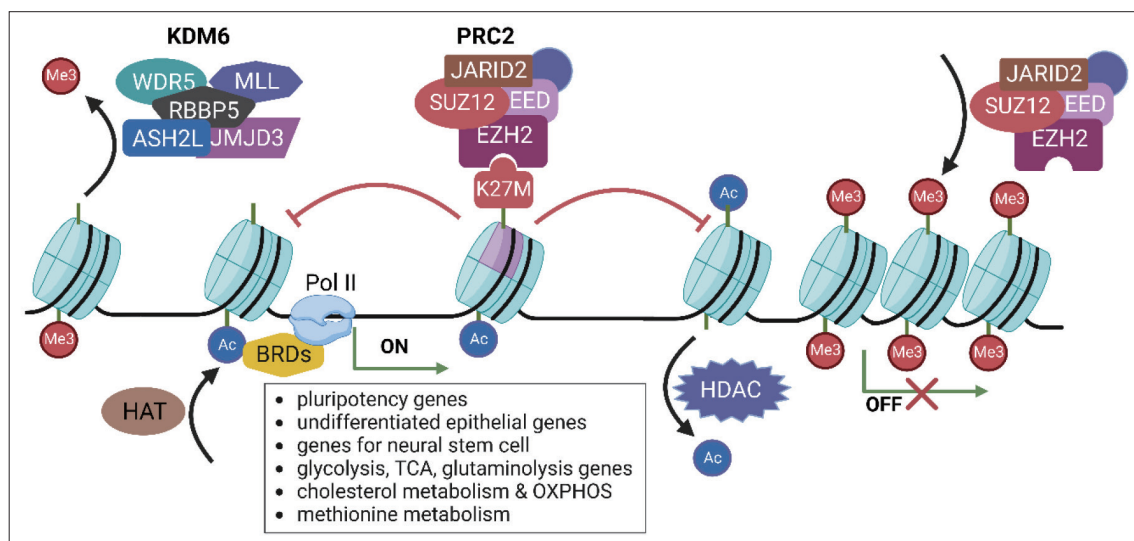 KDM6
PRC2
Me3
WDR5
MLL
RBBP5
ASH2L
JMJD3
JARID2
SUZ12
EED
EZH2
K27M
JARID2
SUZ12
EED
EZH2
Ac
Me3
Me3
Me3
Pol II
Me3
Ac
BRDs
ON
Ac
Me3
Me3
Me3
HAT
HDAC
OFF
Ac
• pluripotency genes
• undifferentiated epithelial genes
• genes for neural stem cell
• glycolysis, TCA, glutaminolysis genes
• cholesterol metabolism & OXPHOS
• methionine metabolism